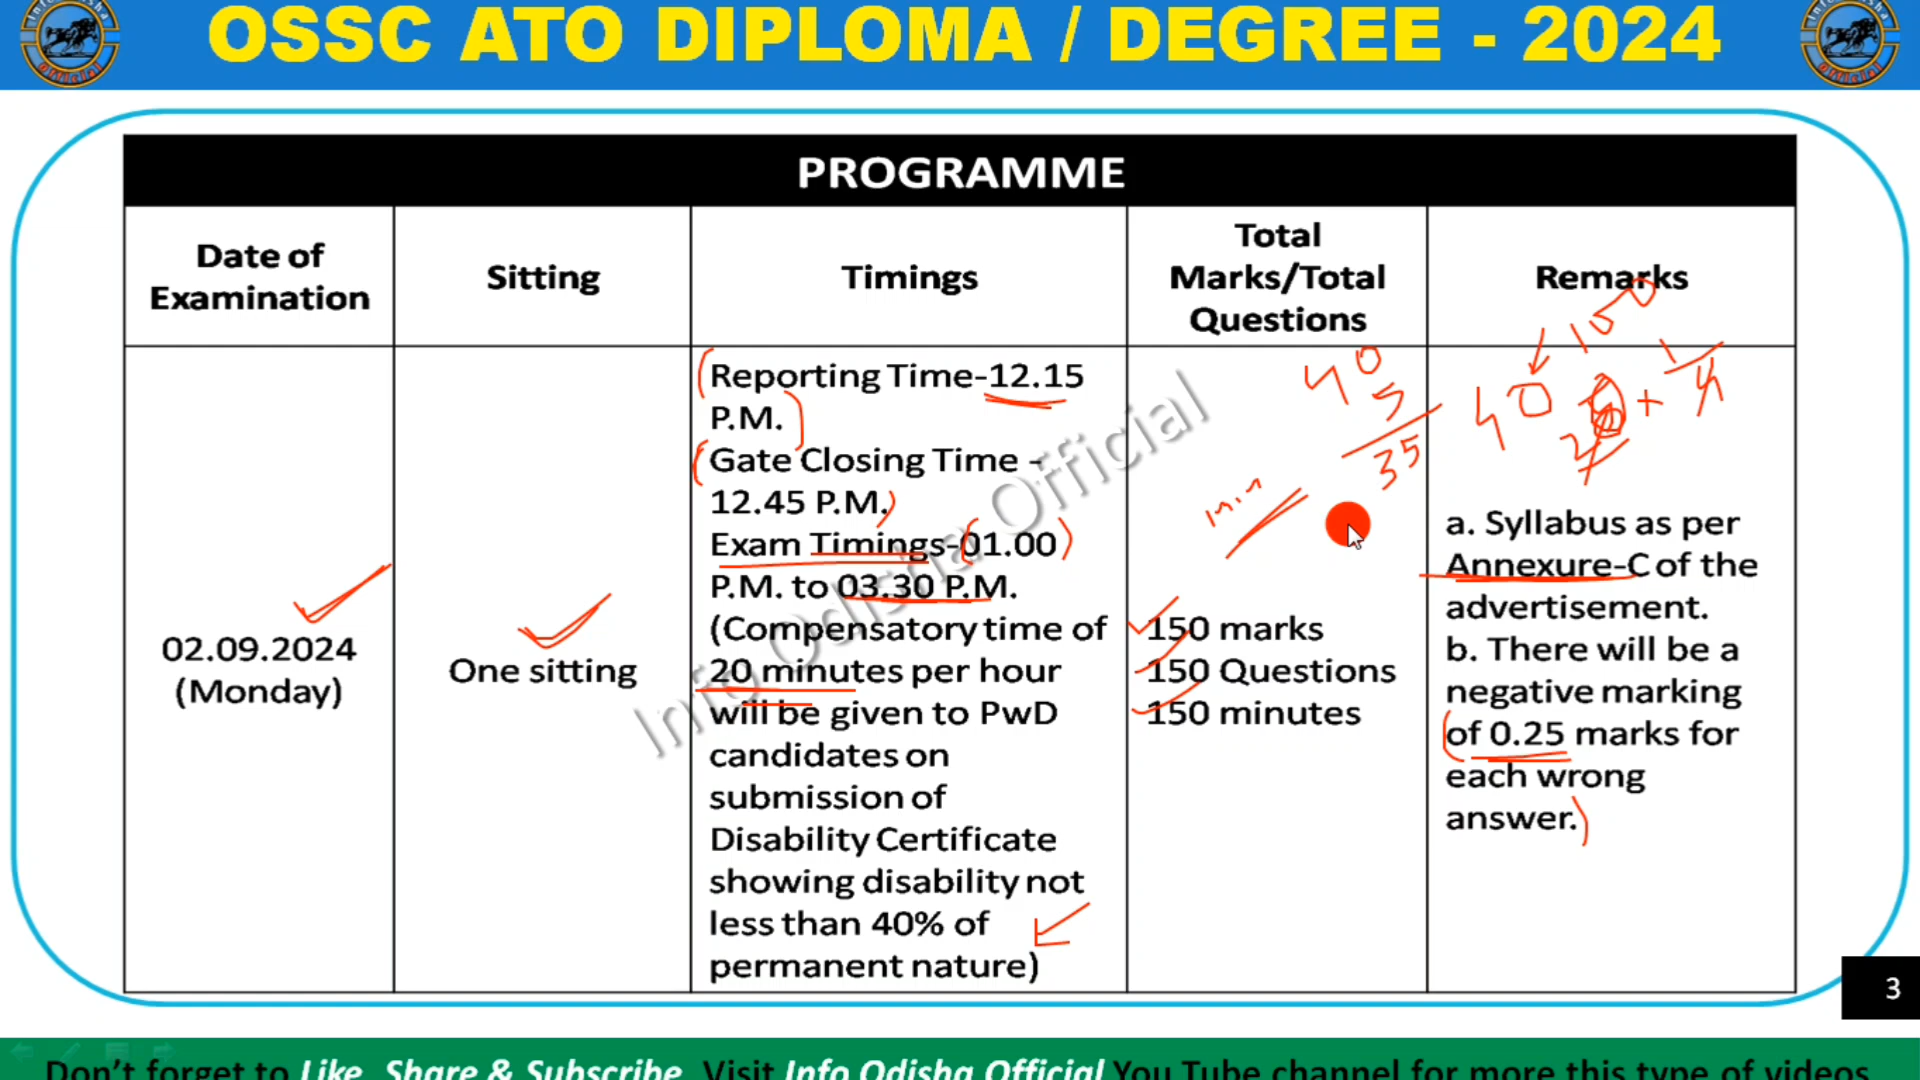 OSSC ATO DIPLOMA / DEGREE - 2024
PROGRAMME
Date of
Examination
Sitting
Timings
Total
Marks/Total
Questions
Remarks
02.09.2024
(Monday)
One sitting
Reporting Time-12.15
P.M.
Gate Closing Time -
12.45 P.M.
Exam Timings-01.00
P.M. to 03.30 P.M.
(Compensatory time of
20 minutes per hour
will be given to PwD
candidates on
submission of
Disability Certificate
showing disability not
less than 40% of
permanent nature)
150 marks
150 Questions
150 minutes
a. Syllabus as per
Annexure-C of the
advertisement.
b. There will be a
negative marking
of 0.25 marks for
each wrong
answer.
40
5
35
min
100
40
Info Odisha Official
3
Don't forget to Like, Share & Subscribe. Visit Info Odisha Official You Tube channel for more this type of videos